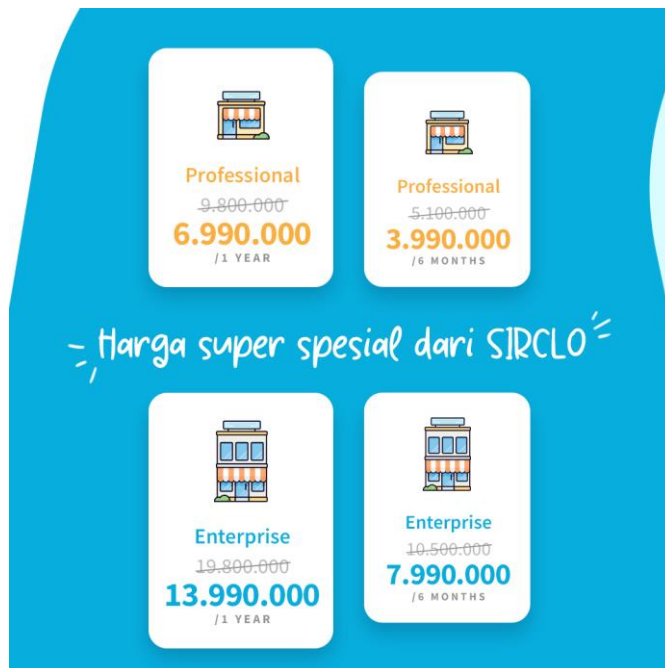 Professional
9.800.000
6.990.000
/1 YEAR
Professional
5.100.000
3.990.000
/6 MONTHS
Harga super spesial dari SIRCLO
Enterprise
19.800.000
13.990.000
/1 YEAR
Enterprise
10.500.000
7.990.000
/6 MONTHS